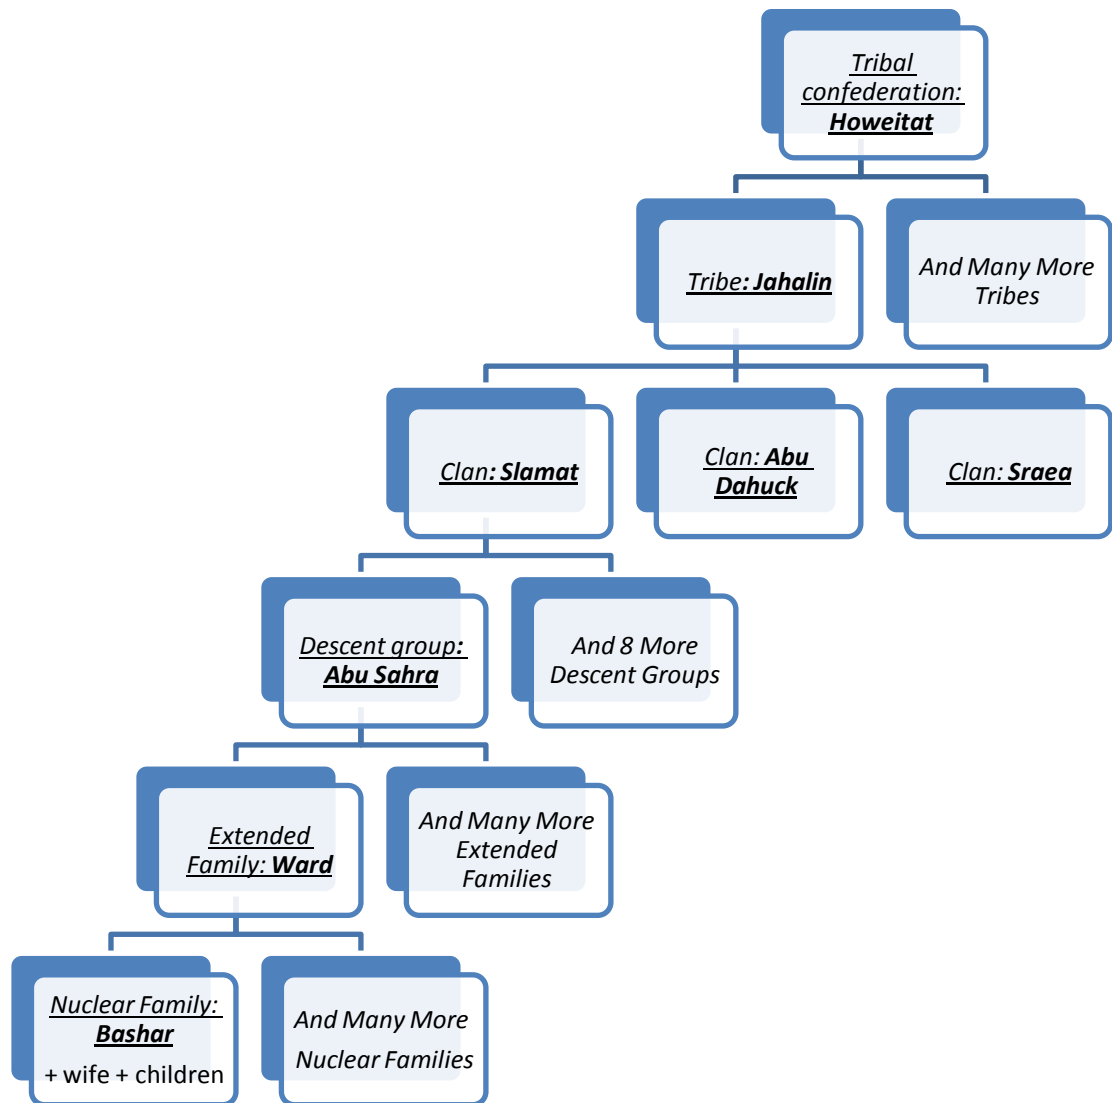 Tribal
confederation:
Howeitat
Tribe: Jahalin
And Many More
Tribes
Clan: Slamat
Clan: Abu
Dahuck
Clan: Sraea
Descent group:
Abu Sahra
And 8 More
Descent Groups
Extended
Family: Ward
And Many More
Extended
Families
Nuclear Family:
Bashar
+ wife + children
And Many More
Nuclear Families